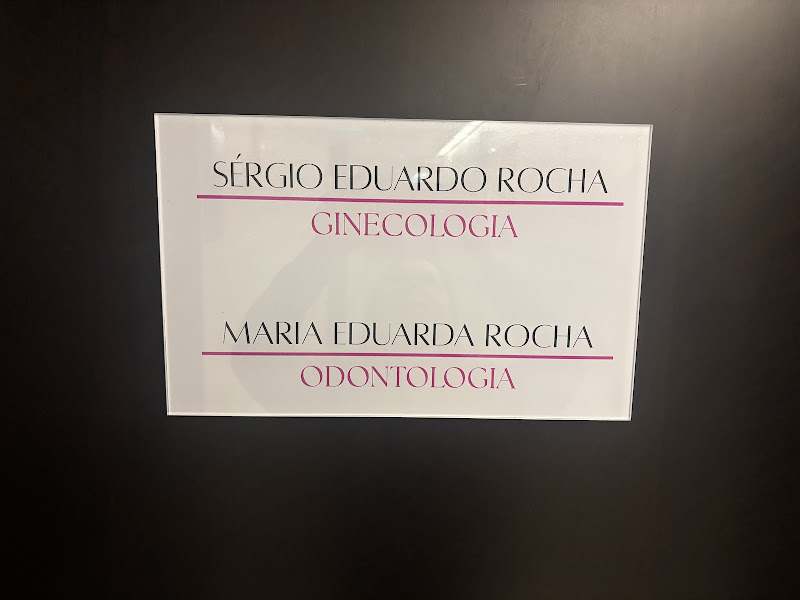 SÉRGIO EDUARDO ROCHA
GINECOLOGIA
MARIA EDUARDA ROCHA
ODONTOLOGIA